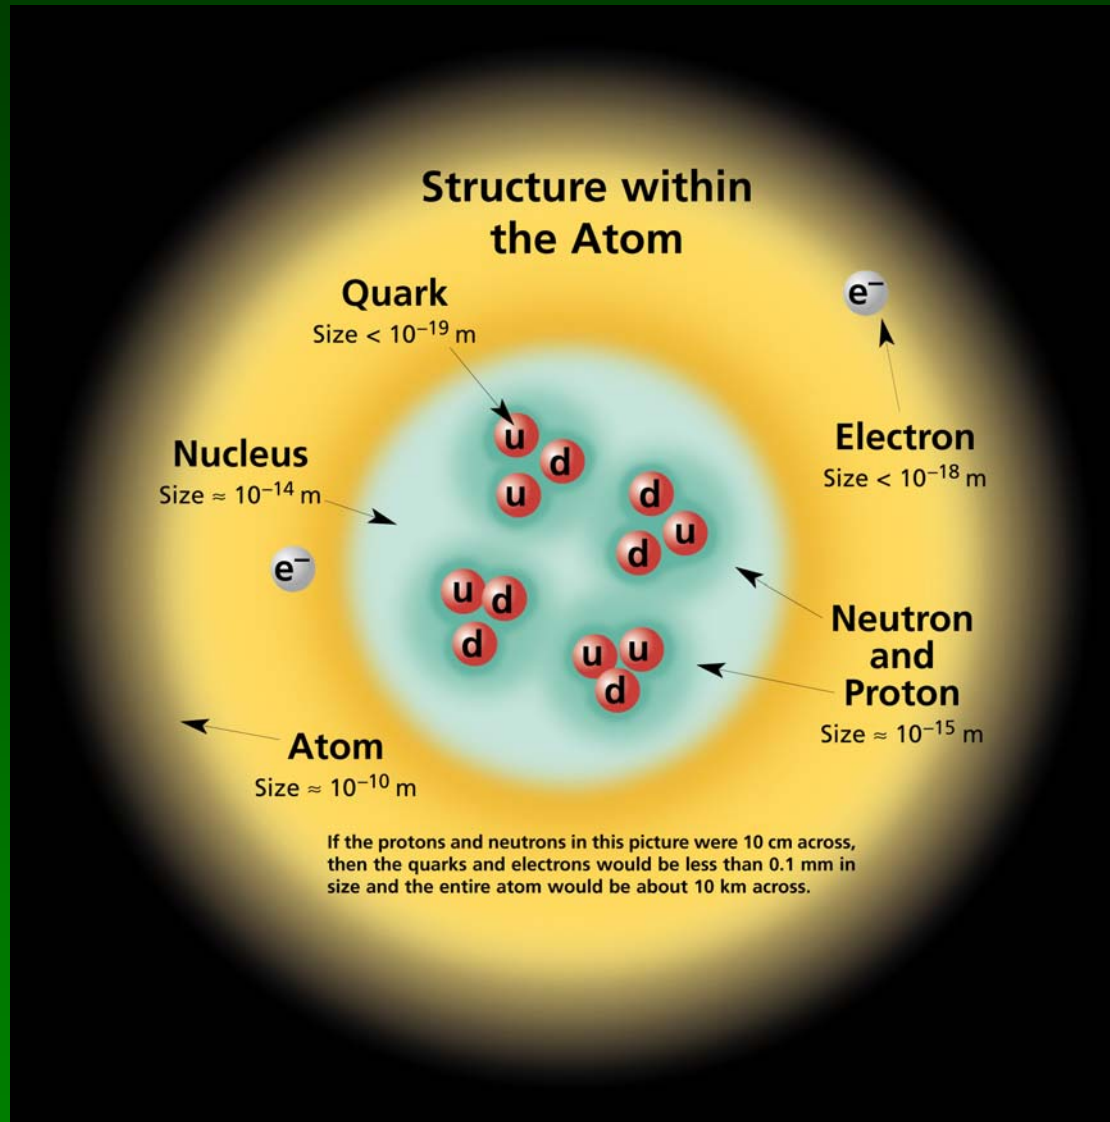 Structure within
the Atom
Quark
Size < 10⁻¹⁹ m
e⁻
Nucleus
Size ≈ 10⁻¹⁴ m
Electron
Size < 10⁻¹⁸ m
u
d
u
d
u
d
e⁻
u
d
d
u
u
d
Neutron
and
Proton
Size ≈ 10⁻¹⁵ m
Atom
Size ≈ 10⁻¹⁰ m
If the protons and neutrons in this picture were 10 cm across,
then the quarks and electrons would be less than 0.1 mm in
size and the entire atom would be about 10 km across.